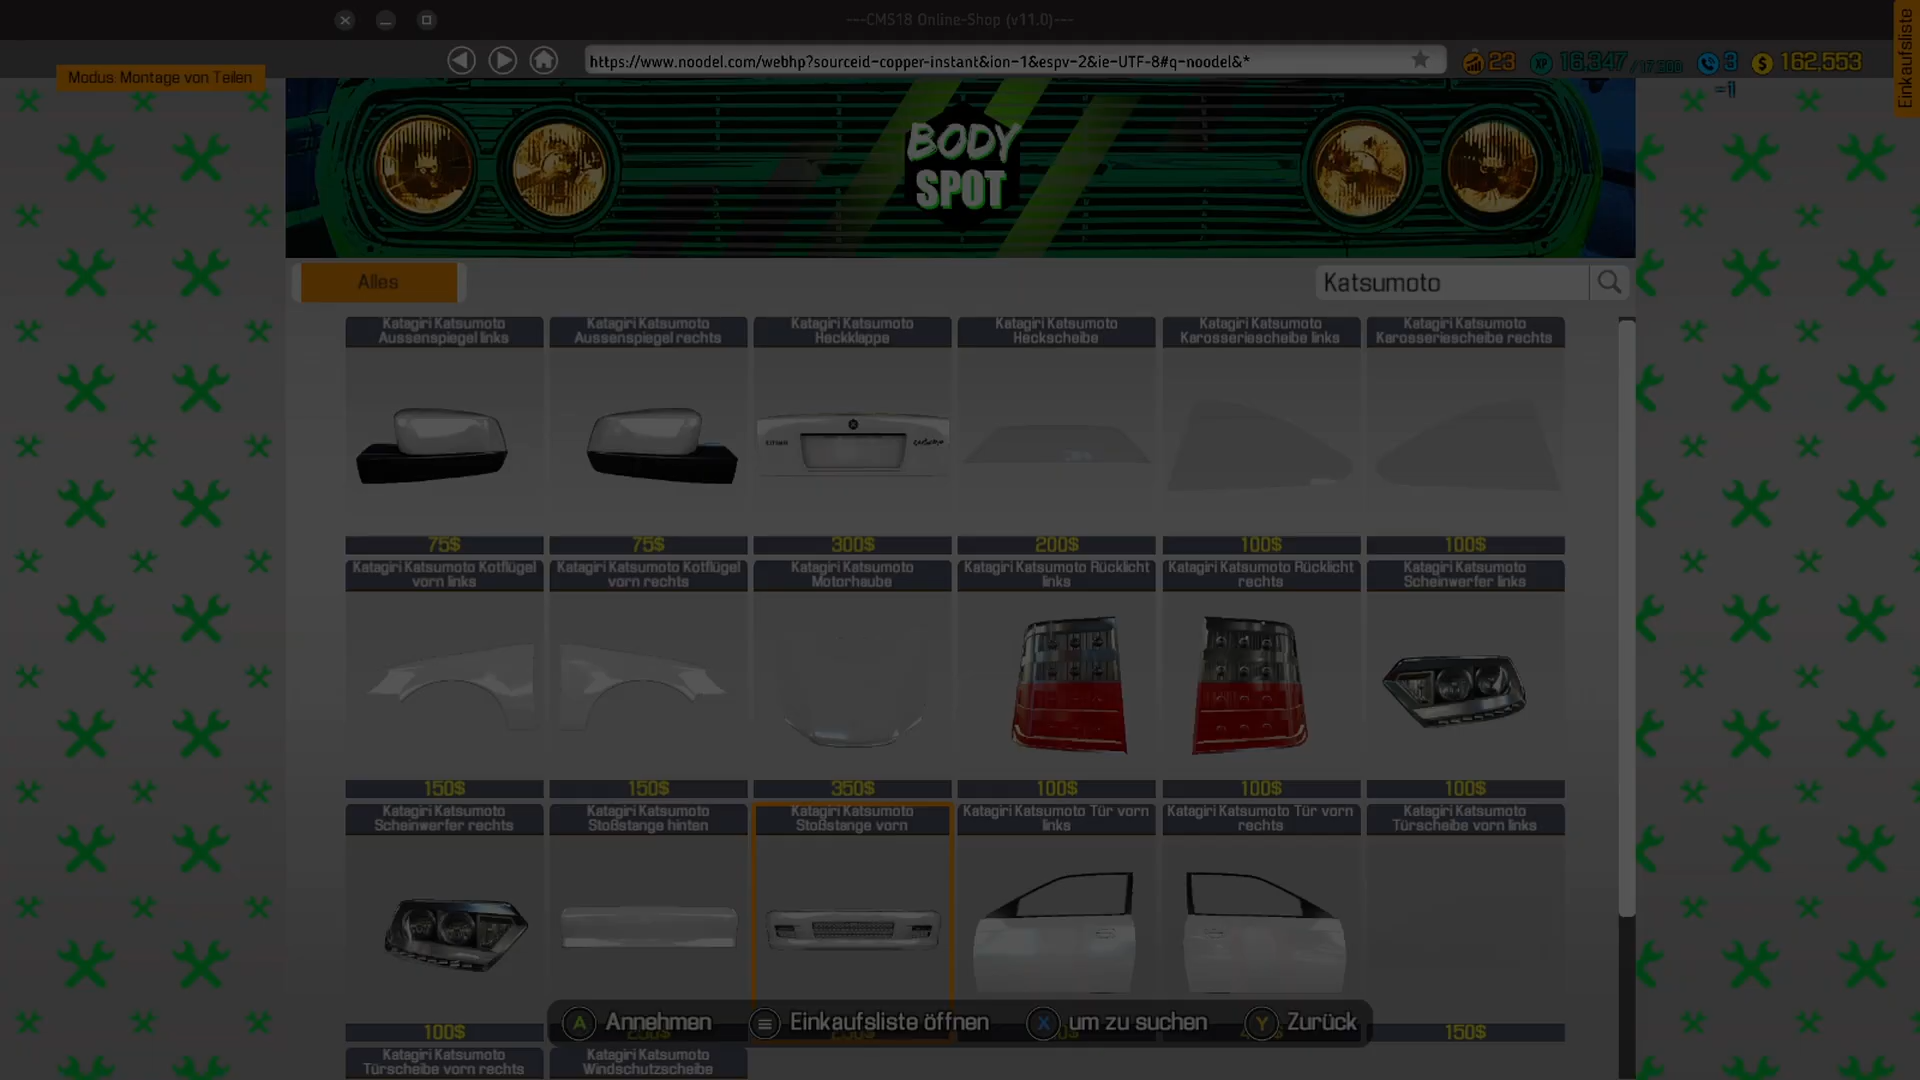 ---CMS18 Online-Shop (v11.0)---
Einkaufsliste
Modus: Montage von Teilen
https://www.noodel.com/webhp?sourceid-copper-instant&ion-1&espv-2&ie-UTF-8#q-noodel&*
23
XP 16,347
3
$ 162,553
-1
BODY
SPOT
Alles
Katsumoto
Katagiri Katsumoto
Aussenspiegel links
Katagiri Katsumoto
Aussenspiegel rechts
Katagiri Katsumoto
Heckklappe
Katagiri Katsumoto
Heckscheibe
Katagiri Katsumoto
Karosseriescheibe links
Katagiri Katsumoto
Karosseriescheibe rechts
75$
75$
300$
200$
100$
100$
Katagiri Katsumoto Kotflügel
vorn links
Katagiri Katsumoto Kotflügel
vorn rechts
Katagiri Katsumoto
Motorhaube
Katagiri Katsumoto Rücklicht
links
Katagiri Katsumoto Rücklicht
rechts
Katagiri Katsumoto
Scheinwerfer links
150$
150$
350$
100$
100$
100$
Katagiri Katsumoto
Scheinwerfer rechts
Katagiri Katsumoto
Stoßstange hinten
Katagiri Katsumoto
Stoßstange vorn
Katagiri Katsumoto Tür vorn
links
Katagiri Katsumoto Tür vorn
rechts
Katagiri Katsumoto
Türscheibe vorn links
100$
150$
A Annehmen
Einkaufsliste öffnen
X um zu suchen
Y Zurück
Katagiri Katsumoto
Türscheibe vorn rechts
Katagiri Katsumoto
Windschutzscheibe